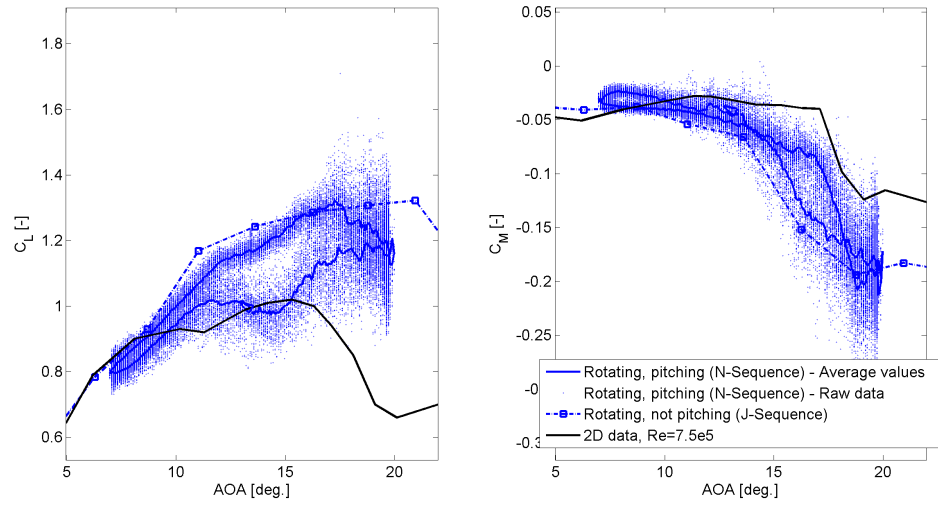 1.8
1.6
1.4
1.2
1
0.8
0.6
C_L [-]
5 10 15 20
AOA [deg.]
0.05
0
-0.05
-0.1
-0.15
-0.2
-0.25
-0.3
C_M [-]
5 10 15 20
AOA [deg.]
Rotating, pitching (N-Sequence) - Average values
Rotating, pitching (N-Sequence) - Raw data
Rotating, not pitching (J-Sequence)
2D data, Re=7.5e5